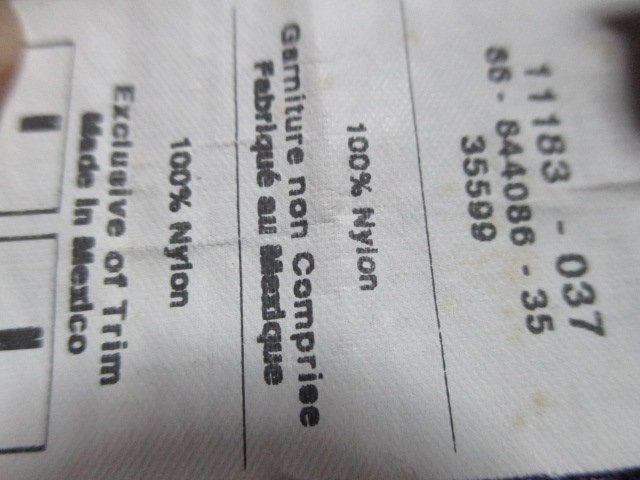 11183 - 037
86 - 844086 - 35
35599
100% Nylon
Garniture non Comprise
Fabriqué au Mexique
100% Nylon
Exclusive of Trim
Made in Mexico